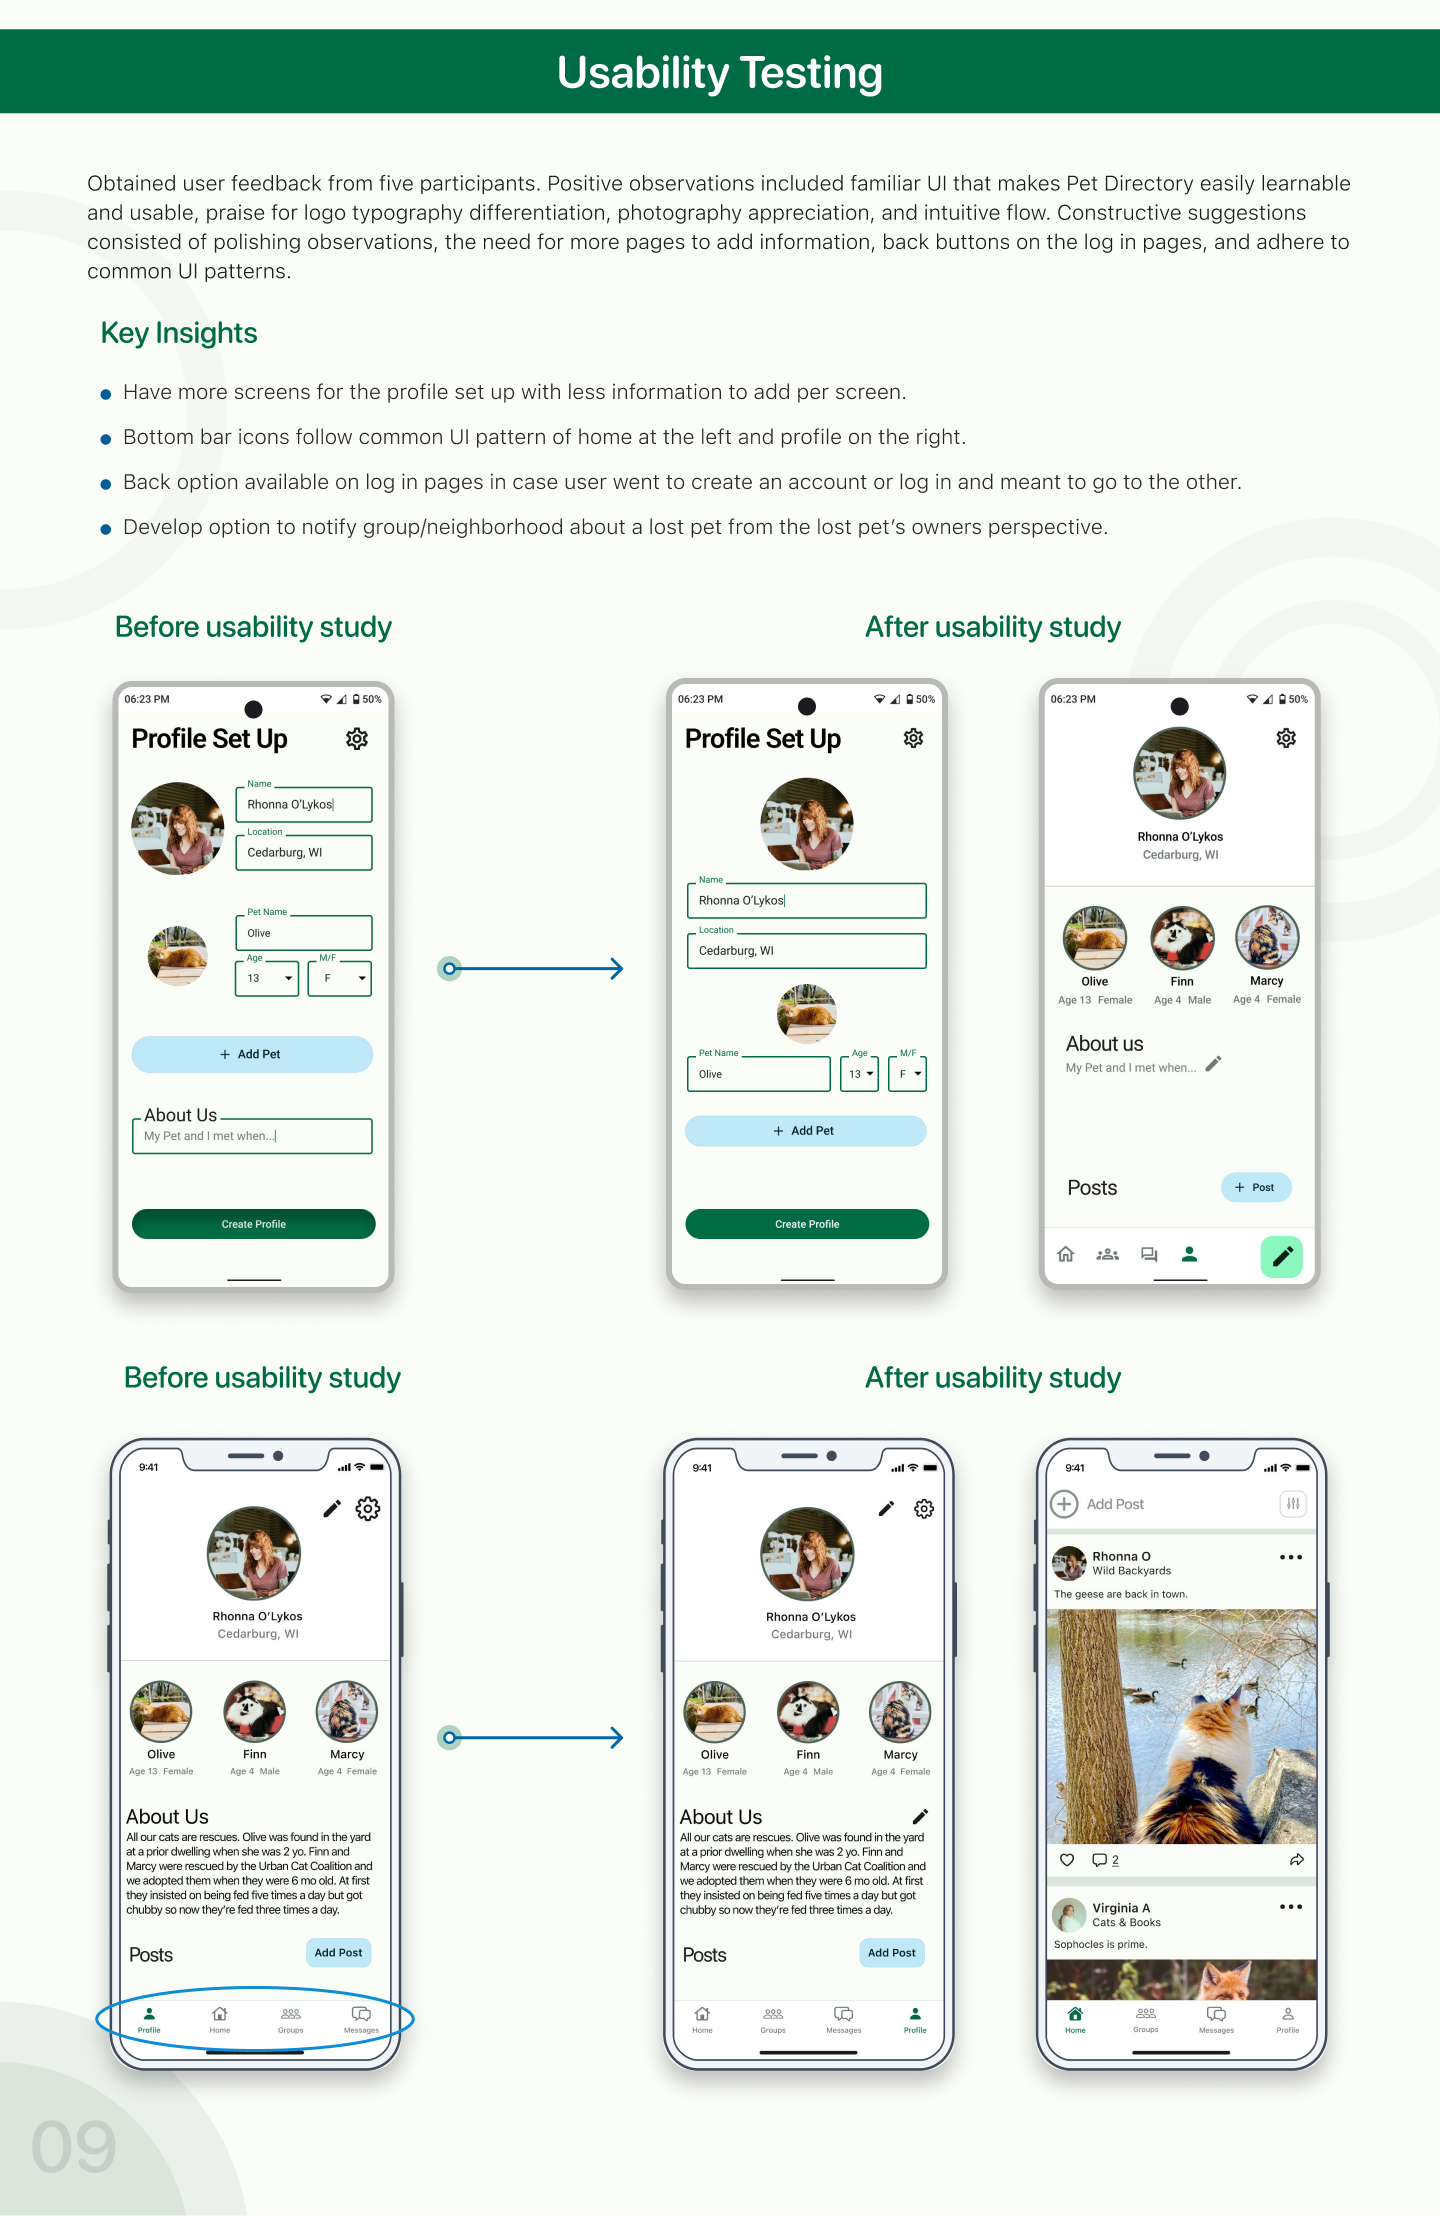 Usability Testing
Obtained user feedback from five participants. Positive observations included familiar UI that makes Pet Directory easily learnable
and usable, praise for logo typography differentiation, photography appreciation, and intuitive flow. Constructive suggestions
consisted of polishing observations, the need for more pages to add information, back buttons on the log in pages, and adhere to
common UI patterns.
Key Insights
Have more screens for the profile set up with less information to add per screen.
Bottom bar icons follow common UI pattern of home at the left and profile on the right.
Back option available on log in pages in case user went to create an account or log in and meant to go to the other.
Develop option to notify group/neighborhood about a lost pet from the lost pet's owners perspective.
Before usability study
After usability study
06:23 PM 50%
Profile Set Up
Name
Rhonna O'Lykos
Location
Cedarburg, WI
Pet Name
Olive
Age M/F
13 F
+ Add Pet
About Us
My Pet and I met when...
Create Profile
06:23 PM 50%
Profile Set Up
Name
Rhonna O'Lykos
Location
Cedarburg, WI
Pet Name Age M/F
Olive 13 F
+ Add Pet
Create Profile
06:23 PM 50%
Rhonna O'Lykos
Cedarburg, WI
Olive Finn Marcy
Age 13 Female Age 4 Male Age 4 Female
About us
My Pet and I met when...
Posts + Post
Before usability study
After usability study
9:41
Rhonna O'Lykos
Cedarburg, WI
Olive Finn Marcy
Age 13 Female Age 4 Male Age 4 Female
About Us
All our cats are rescues. Olive was found in the yard
at a prior dwelling when she was 2 yo. Finn and
Marcy were rescued by the Urban Cat Coalition and
we adopted them when they were 6 mo old. At first
they insisted on being fed five times a day but got
chubby so now they're fed three times a day.
Posts Add Post
Profile Home Groups Messages
9:41
Rhonna O'Lykos
Cedarburg, WI
Olive Finn Marcy
Age 13 Female Age 4 Male Age 4 Female
About Us
All our cats are rescues. Olive was found in the yard
at a prior dwelling when she was 2 yo. Finn and
Marcy were rescued by the Urban Cat Coalition and
we adopted them when they were 6 mo old. At first
they insisted on being fed five times a day but got
chubby so now they're fed three times a day.
Posts Add Post
Home Groups Messages Profile
9:41
Add Post
Rhonna O
Wild Backyards
The geese are back in town.
2
Virginia A
Cats & Books
Sophocles is prime.
Home Groups Messages Profile
09